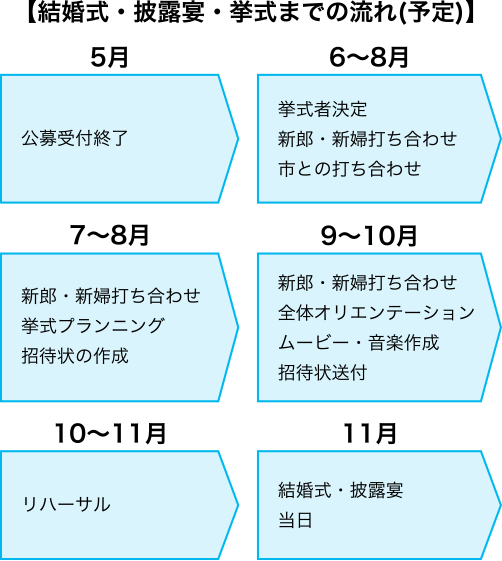 【結婚式・披露宴・挙式までの流れ(予定)】
5月
公募受付終了
6〜8月
挙式者決定
新郎・新婦打ち合わせ
市との打ち合わせ
7〜8月
新郎・新婦打ち合わせ
挙式プランニング
招待状の作成
9〜10月
新郎・新婦打ち合わせ
全体オリエンテーション
ムービー・音楽作成
招待状送付
10〜11月
リハーサル
11月
結婚式・披露宴
当日